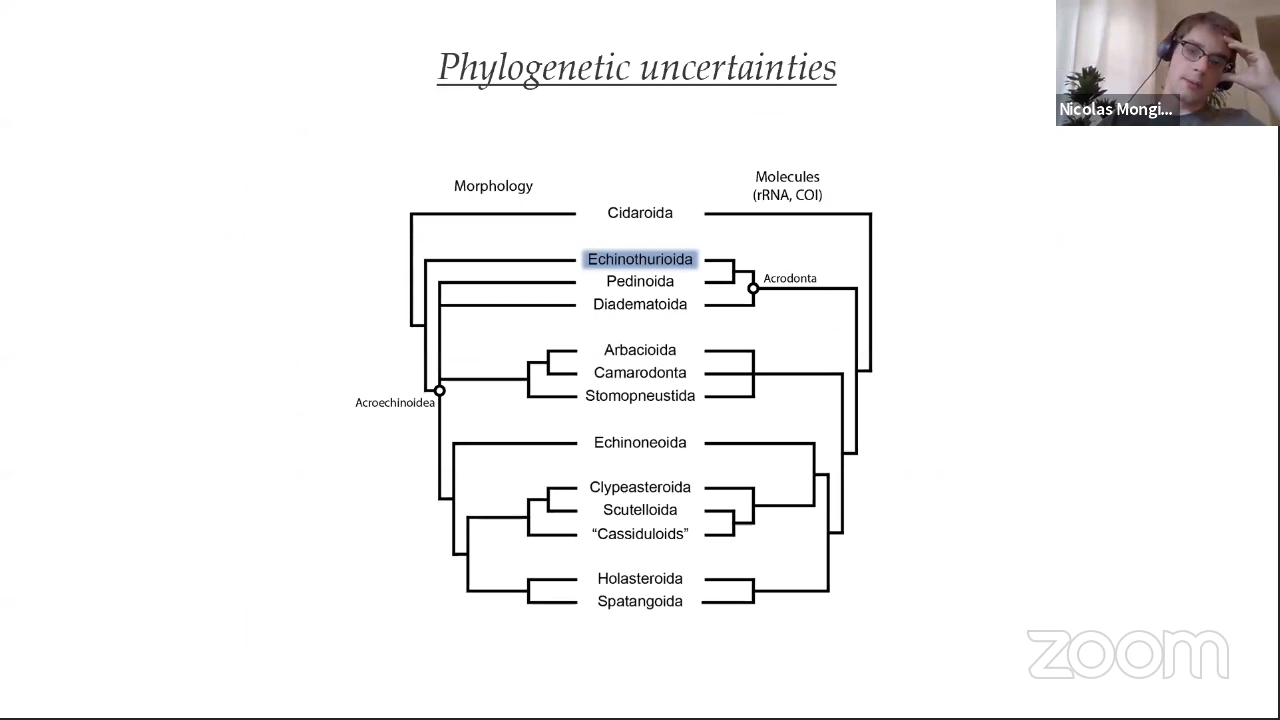 Phylogenetic uncertainties
Nicolas Mongi...
Morphology
Molecules
(rRNA, COI)
Cidaroida
Echinothurioida
Pedinoida
Acrodonta
Diadematoida
Arbacioida
Camarodonta
Stomopneustida
Acroechinoidea
Echinoneoida
Clypeasteroida
Scutelloida
“Cassiduloids”
Holasteroida
Spatangoida
zoom